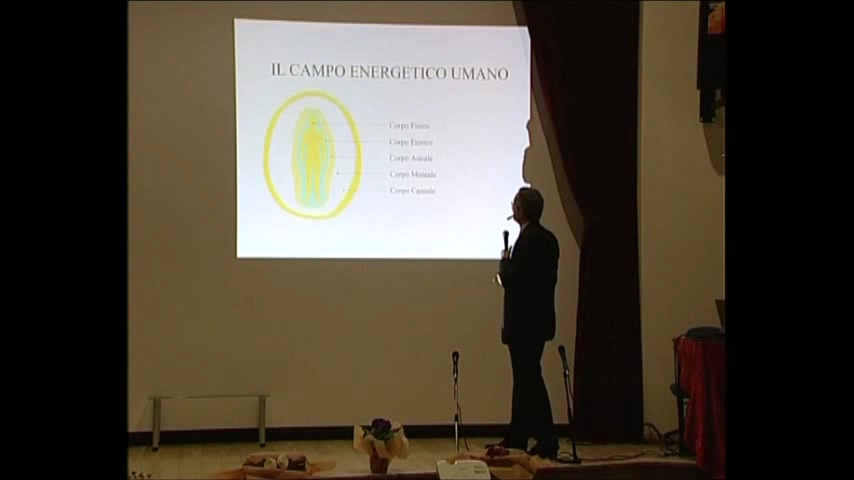 IL CAMPO ENERGETICO UMANO
Corpo Fisico
Corpo Eterico
Corpo Astrale
Corpo Mentale
Corpo Causale